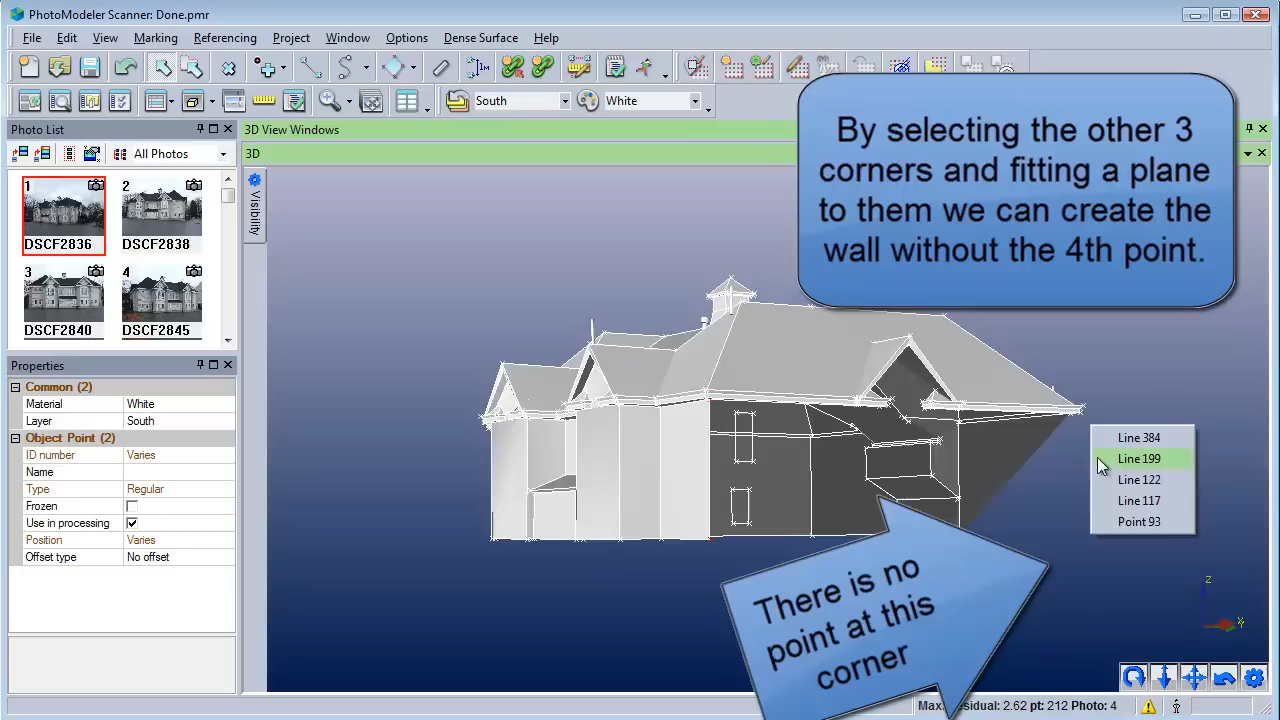 PhotoModeler Scanner: Done.pmr
File Edit View Marking Referencing Project Window Options Dense Surface Help
South White
Photo List
All Photos
1 2
DSCF2836 DSCF2838
3 4
DSCF2840 DSCF2845
Properties
Common (2)
Material White
Layer South
Object Point (2)
ID number Varies
Name
Type Regular
Frozen
Use in processing
Position Varies
Offset type No offset
3D View Windows
3D
Visibility
By selecting the other 3
corners and fitting a plane
to them we can create the
wall without the 4th point.
Line 384
Line 199
Line 122
Line 117
Point 93
There is no
point at this
corner
Z
Residual: 2.62 pt: 212 Photo: 4